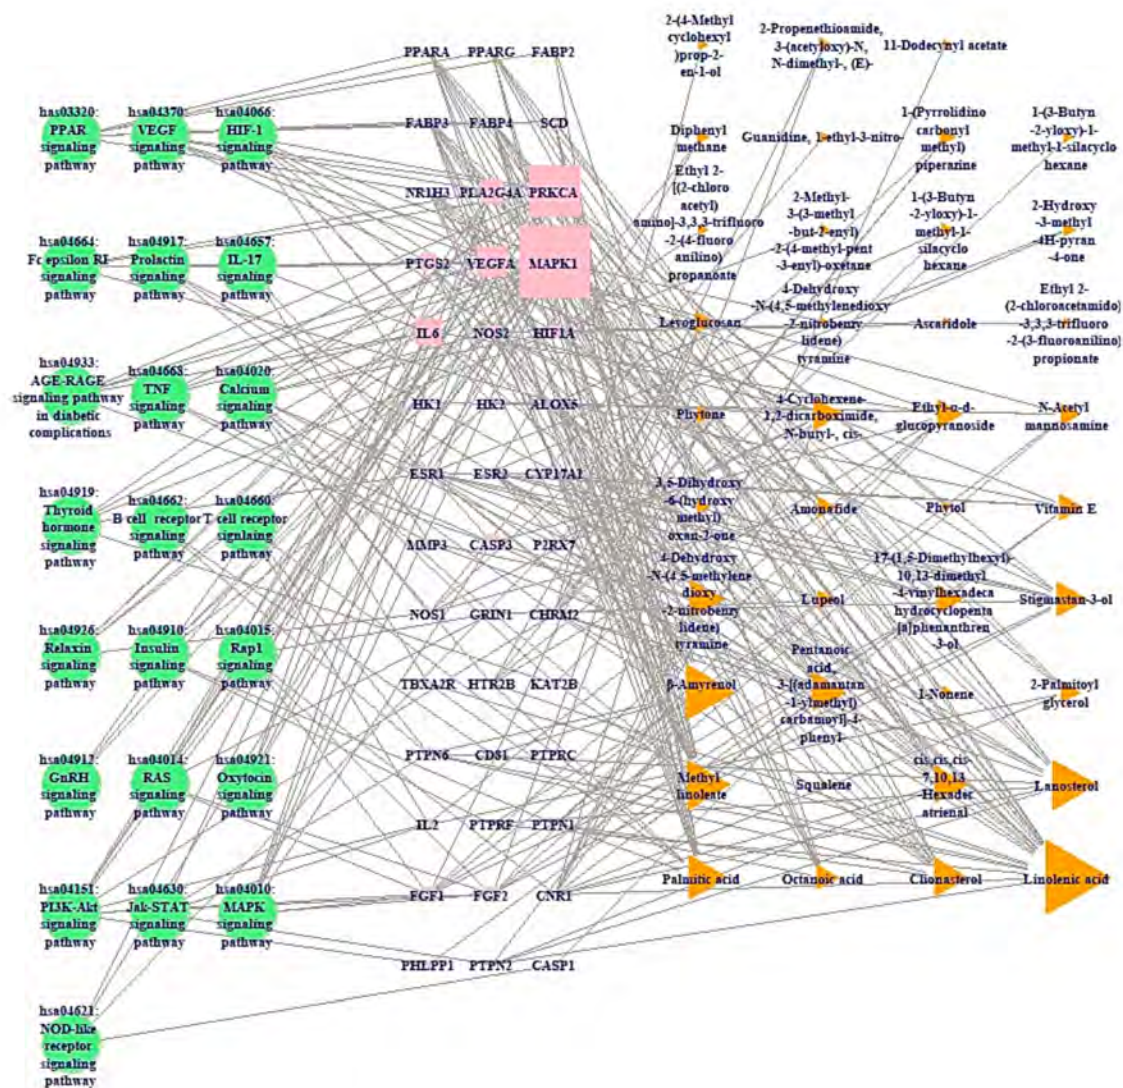 has03320:
PPAR
signaling
pathway
hsa04370:
VEGF
signaling
pathway
hsa04066:
HIF-1
signaling
pathway
hsa04664:
Fc epsilon RI
signaling
pathway
hsa04917:
Prolactin
signaling
pathway
hsa04657:
IL-17
signaling
pathway
hsa04933:
AGE-RAGE
signaling pathway
in diabetic
complications
hsa04668:
TNF
signaling
pathway
hsa04020:
Calcium
signaling
pathway
hsa04919:
Thyroid
hormone
signaling
pathway
hsa04662:
B cell receptor
signaling
pathway
hsa04660:
T cell receptor
signlaing
pathway
hsa04926:
Relaxin
signaling
pathway
hsa04910:
Insulin
signaling
pathway
hsa04015:
Rap1
signaling
pathway
hsa04912:
GnRH
signaling
pathway
hsa04014:
RAS
signaling
pathway
hsa04921:
Oxytocin
signaling
pathway
hsa04151:
PI3K-Akt
signaling
pathway
hsa04630:
Jak-STAT
signaling
pathway
hsa04010:
MAPK
signaling
pathway
hsa04621:
NOD-like
receptor
signaling
pathway
PPARA PPARG FABP2
FABP3 FABP4 SCD
NR1H3 PLA2G4A PRKCA
PTGS2 VEGFA MAPK1
IL6 NOS2 HIF1A
HK1 HK2 ALOX5
ESR1 ESR2 CYP17A1
MMP3 CASP3 P2RX7
NOS1 GRIN1 CHRM2
TBXA2R HTR2B KAT2B
PTPN6 CD81 PTPRC
IL2 PTPRF PTPN1
FGF1 FGF2 CNR1
PHLPP1 PTPN2 CASP1
2-(4-Methyl
cyclohexyl
)prop-2-
en-1-ol
2-Propenethioamide,
3-(acetyloxy)-N,
N-dimethyl-, (E)-
11-Dodecynyl acetate
Diphenyl
methane
Guanidine, 1-ethyl-3-nitro-
1-(Pyrrolidino
carbonyl
methyl)
piperazine
1-(3-Butyn
-2-yloxy)-1-
methyl-1-silacyclo
hexane
Ethyl 2-
[(2-chloro
acetyl)
amino]-3,3,3-trifluoro
-2-(4-fluoro
anilino)
propanoate
2-Methyl-
3-(3-methyl
-but-2-enyl)
-2-(4-methyl-pent
-3-enyl)-oxetane
1-(3-Butyn
-2-yloxy)-1-
methyl-1-
silacyclo
hexane
2-Hydroxy
-3-methyl
-4H-pyran
-4-one
Levoglucosan
4-Dehydroxy
-N-(4,5-methylenedioxy
-2-nitrobenzy
lidene)
tyramine
Ascaridole
Ethyl 2-
(2-chloroacetamido)
-3,3,3-trifluoro
-2-(3-fluoroanilino)
propionate
Phytone
4-Cyclohexene-
1,2-dicarboximide,
N-butyl-, cis-
Ethyl-α-d-
glucopyranoside
N-Acetyl
mannosamine
3,5-Dihydroxy
-6-(hydroxy
methyl)
oxan-2-one
Amonafide
Phytol
Vitamin E
4-Dehydroxy
-N-(4,5-methylene
dioxy
-2-nitrobenzy
lidene)
tyramine
Lupeol
17-(1,5-Dimethylhexyl)-
10,13-dimethyl
-4-vinylhexadeca
hydrocyclopenta
[a]phenanthren
-3-ol
Stigmastan-3-ol
β-Amyrenol
Pentanoic
acid,
3-[(adamantan
-1-ylmethyl)
carbamoyl]-4-
phenyl-
1-Nonene
2-Palmitoyl
glycerol
Methyl
linoleate
Squalene
cis,cis,cis-
7,10,13
-Hexadec
atrienal
Lanosterol
Palmitic acid
Octanoic acid
Clionasterol
Linolenic acid